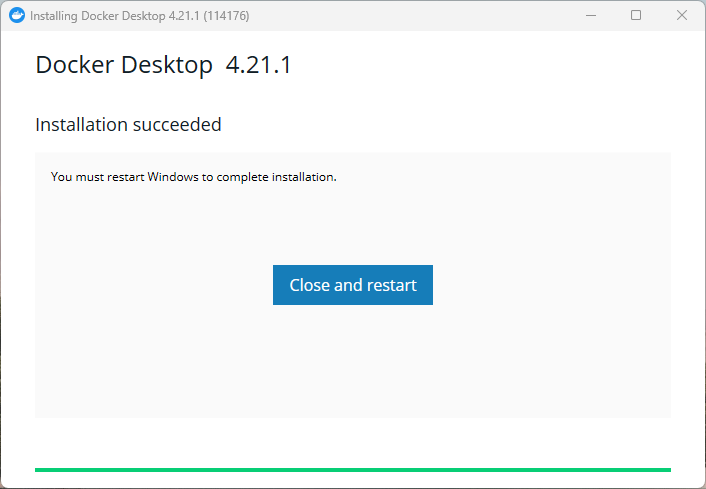 Installing Docker Desktop 4.21.1 (114176)
Docker Desktop 4.21.1
Installation succeeded
You must restart Windows to complete installation.
Close and restart